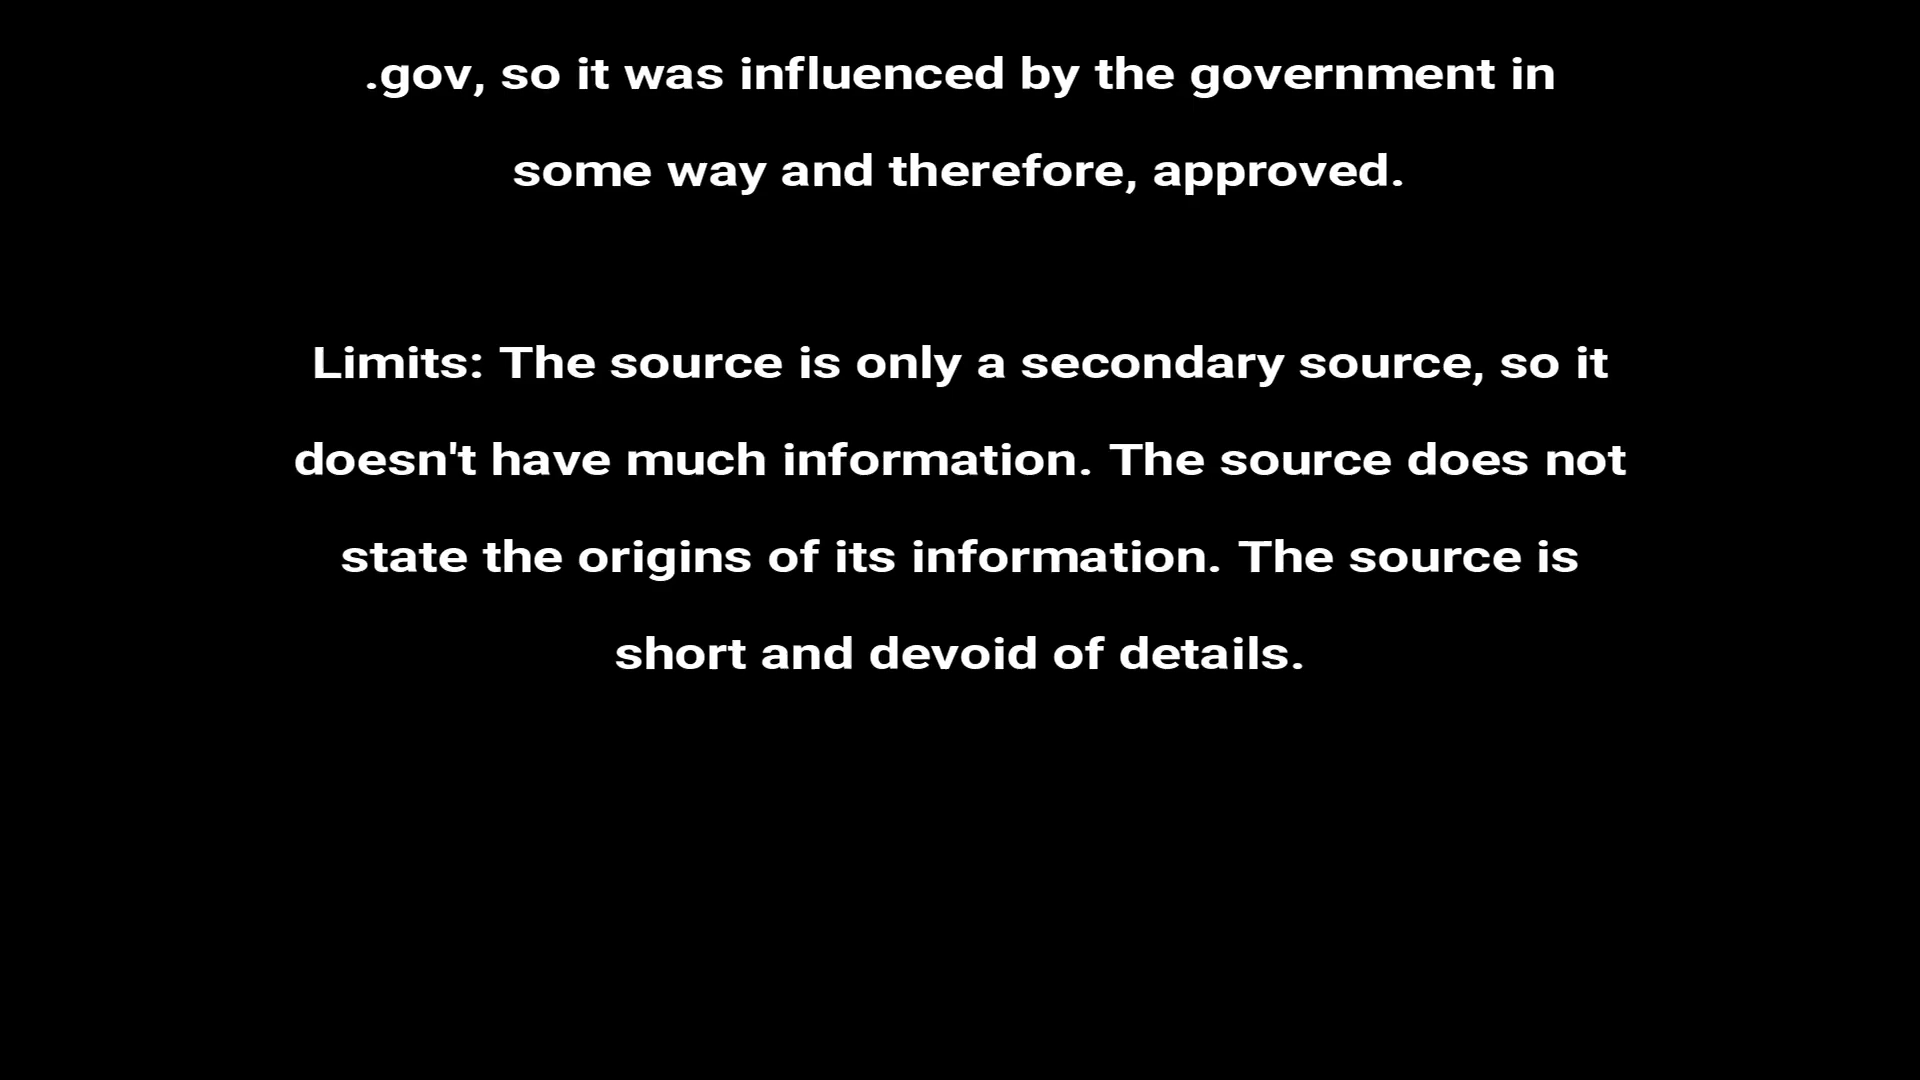 .gov, so it was influenced by the government in
some way and therefore, approved.
Limits: The source is only a secondary source, so it
doesn't have much information. The source does not
state the origins of its information. The source is
short and devoid of details.